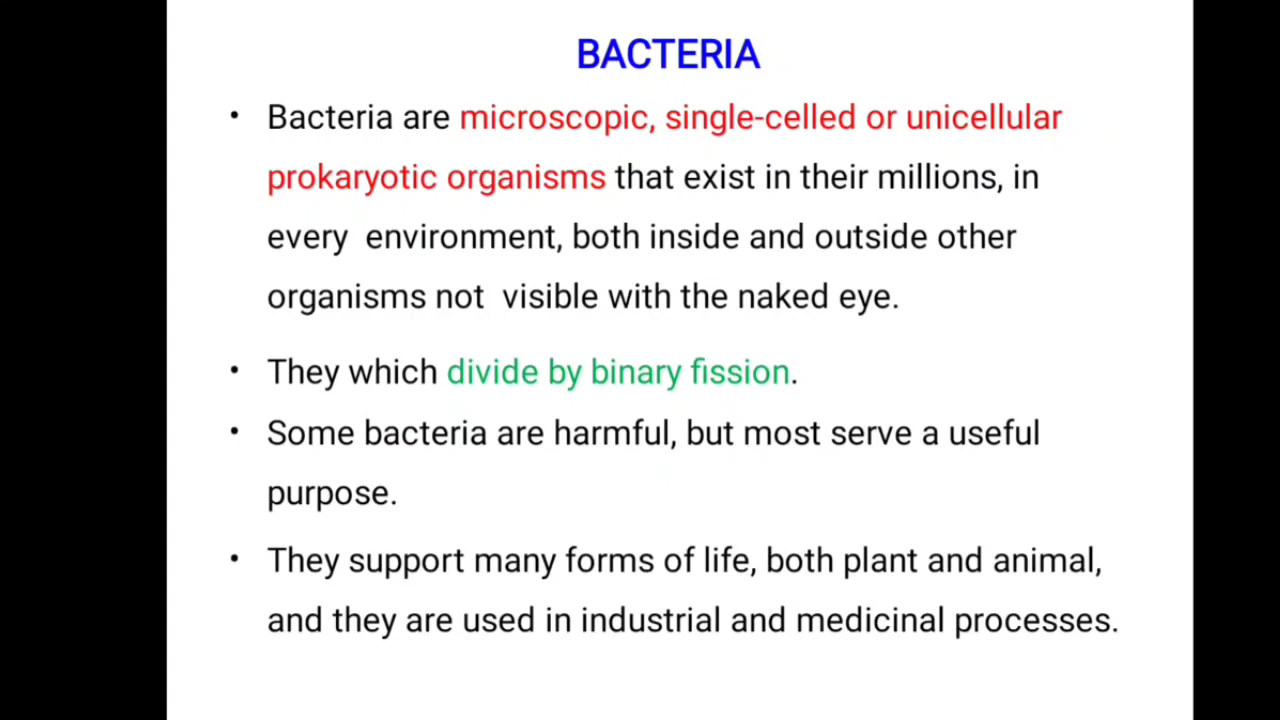 BACTERIA
• Bacteria are microscopic, single-celled or unicellular
prokaryotic organisms that exist in their millions, in
every environment, both inside and outside other
organisms not visible with the naked eye.
• They which divide by binary fission.
• Some bacteria are harmful, but most serve a useful
purpose.
• They support many forms of life, both plant and animal,
and they are used in industrial and medicinal processes.